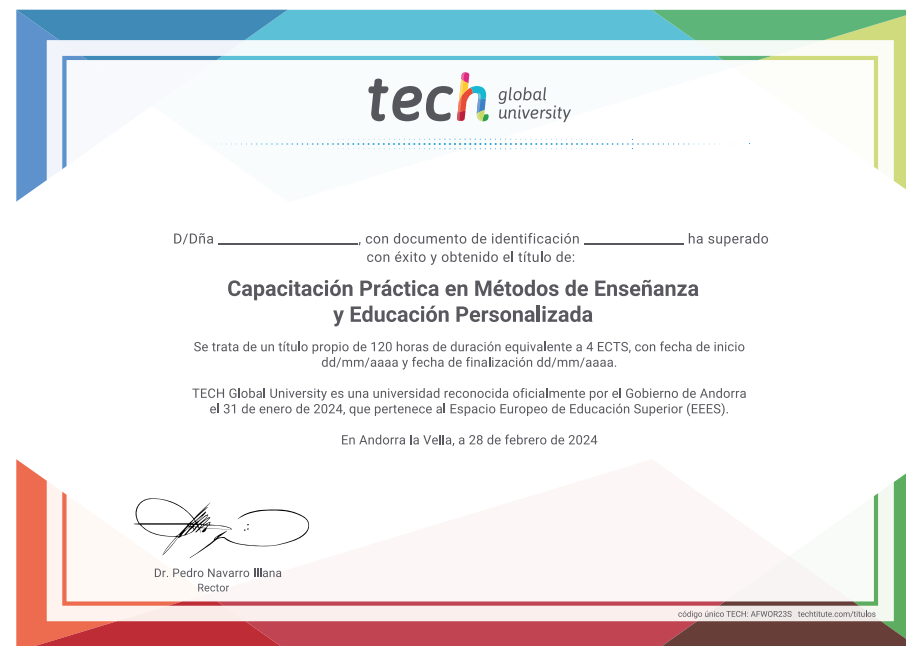 tech global university
D/Dña ____________________, con documento de identificación ______________ ha superado
con éxito y obtenido el título de:
Capacitación Práctica en Métodos de Enseñanza
y Educación Personalizada
Se trata de un título propio de 120 horas de duración equivalente a 4 ECTS, con fecha de inicio
dd/mm/aaaa y fecha de finalización dd/mm/aaaa.
TECH Global University es una universidad reconocida oficialmente por el Gobierno de Andorra
el 31 de enero de 2024, que pertenece al Espacio Europeo de Educación Superior (EEES).
En Andorra la Vella, a 28 de febrero de 2024
Dr. Pedro Navarro Illana
Rector
código único TECH: AFWOR23S techtitute.com/titulos